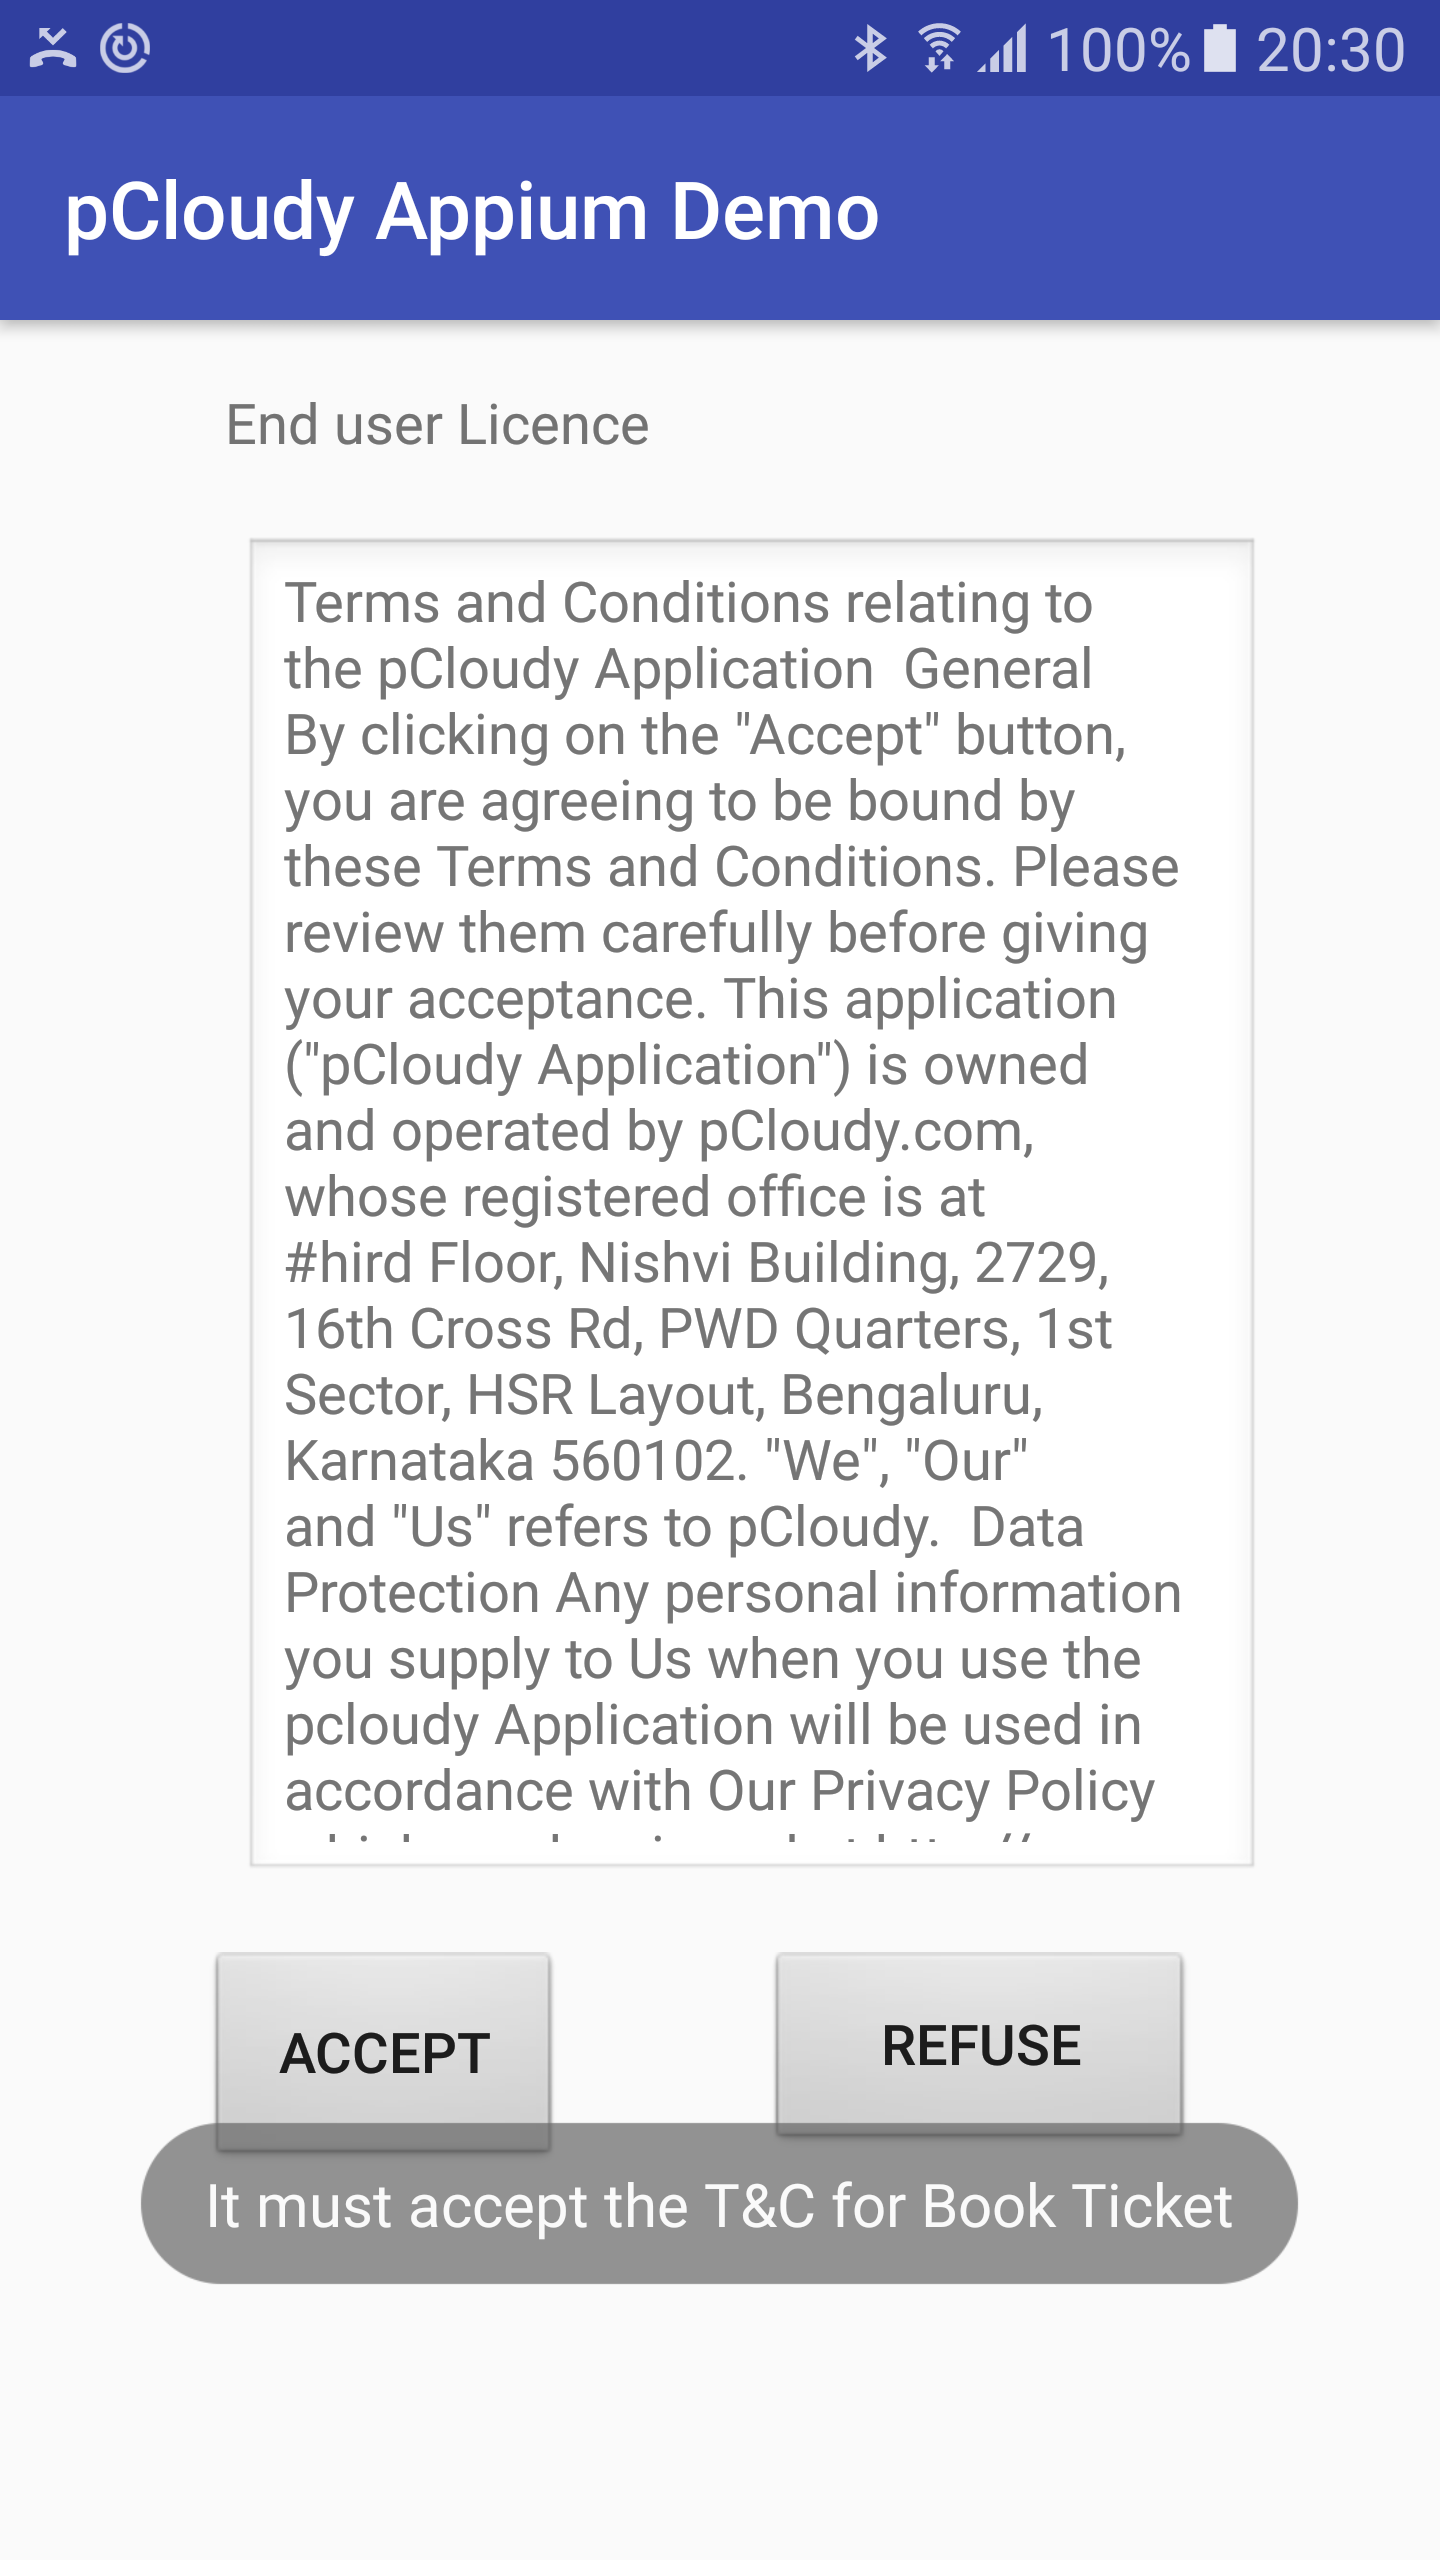 100% 20:30
pCloudy Appium Demo
End user Licence
Terms and Conditions relating to
the pCloudy Application  General
By clicking on the "Accept" button,
you are agreeing to be bound by
these Terms and Conditions. Please
review them carefully before giving
your acceptance. This application
("pCloudy Application") is owned
and operated by pCloudy.com,
whose registered office is at
#hird Floor, Nishvi Building, 2729,
16th Cross Rd, PWD Quarters, 1st
Sector, HSR Layout, Bengaluru,
Karnataka 560102. "We", "Our"
and "Us" refers to pCloudy.  Data
Protection Any personal information
you supply to Us when you use the
pcloudy Application will be used in
accordance with Our Privacy Policy
ACCEPT REFUSE
It must accept the T&C for Book Ticket